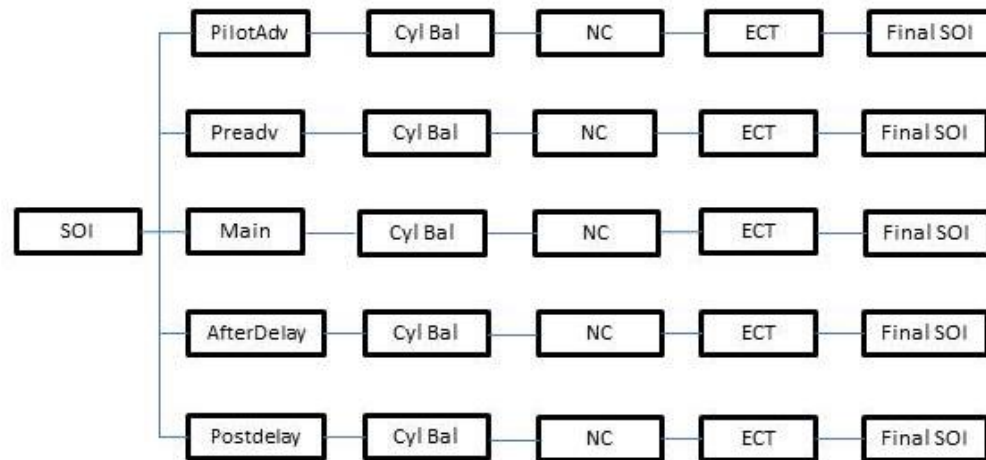 PilotAdv Cyl Bal NC ECT Final SOI
Preadv Cyl Bal NC ECT Final SOI
SOI Main Cyl Bal NC ECT Final SOI
AfterDelay Cyl Bal NC ECT Final SOI
Postdelay Cyl Bal NC ECT Final SOI